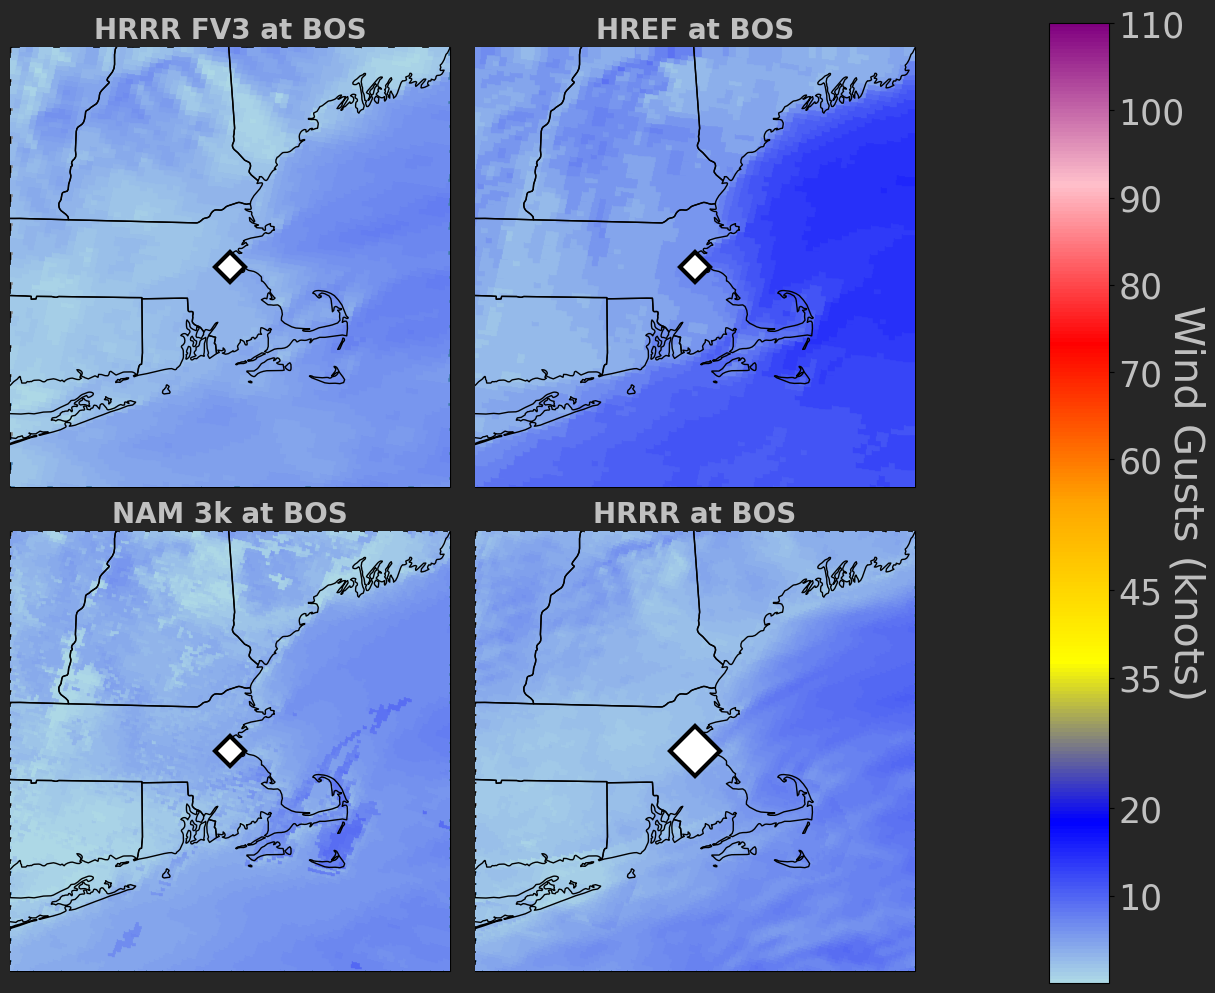 HRRR FV3 at BOS
HREF at BOS
NAM 3k at BOS
HRRR at BOS
110
100
90
80
70
60
45
35
20
10
Wind Gusts (knots)